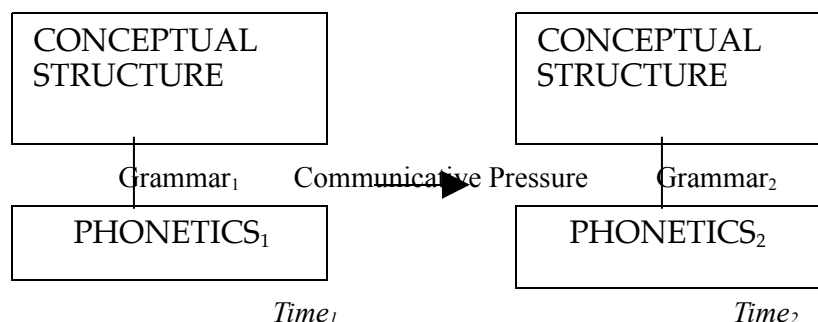 CONCEPTUAL STRUCTURE
CONCEPTUAL STRUCTURE
Grammar₁ Communicative Pressure Grammar₂
PHONETICS₁ PHONETICS₂
Time₁ Time₂